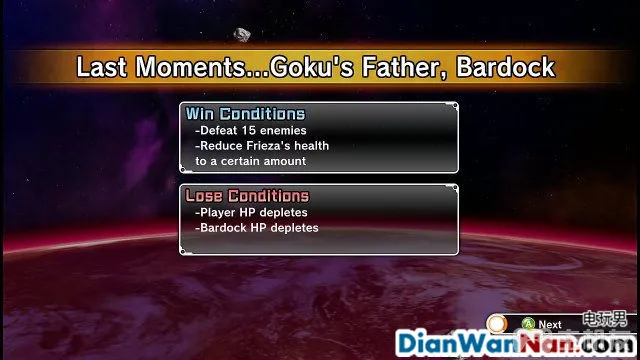 Last Moments...Goku's Father, Bardock
Win Conditions
-Defeat 15 enemies
-Reduce Frieza's health
to a certain amount
Lose Conditions
-Player HP depletes
-Bardock HP depletes
A Next
电玩男
DianWanNan.com